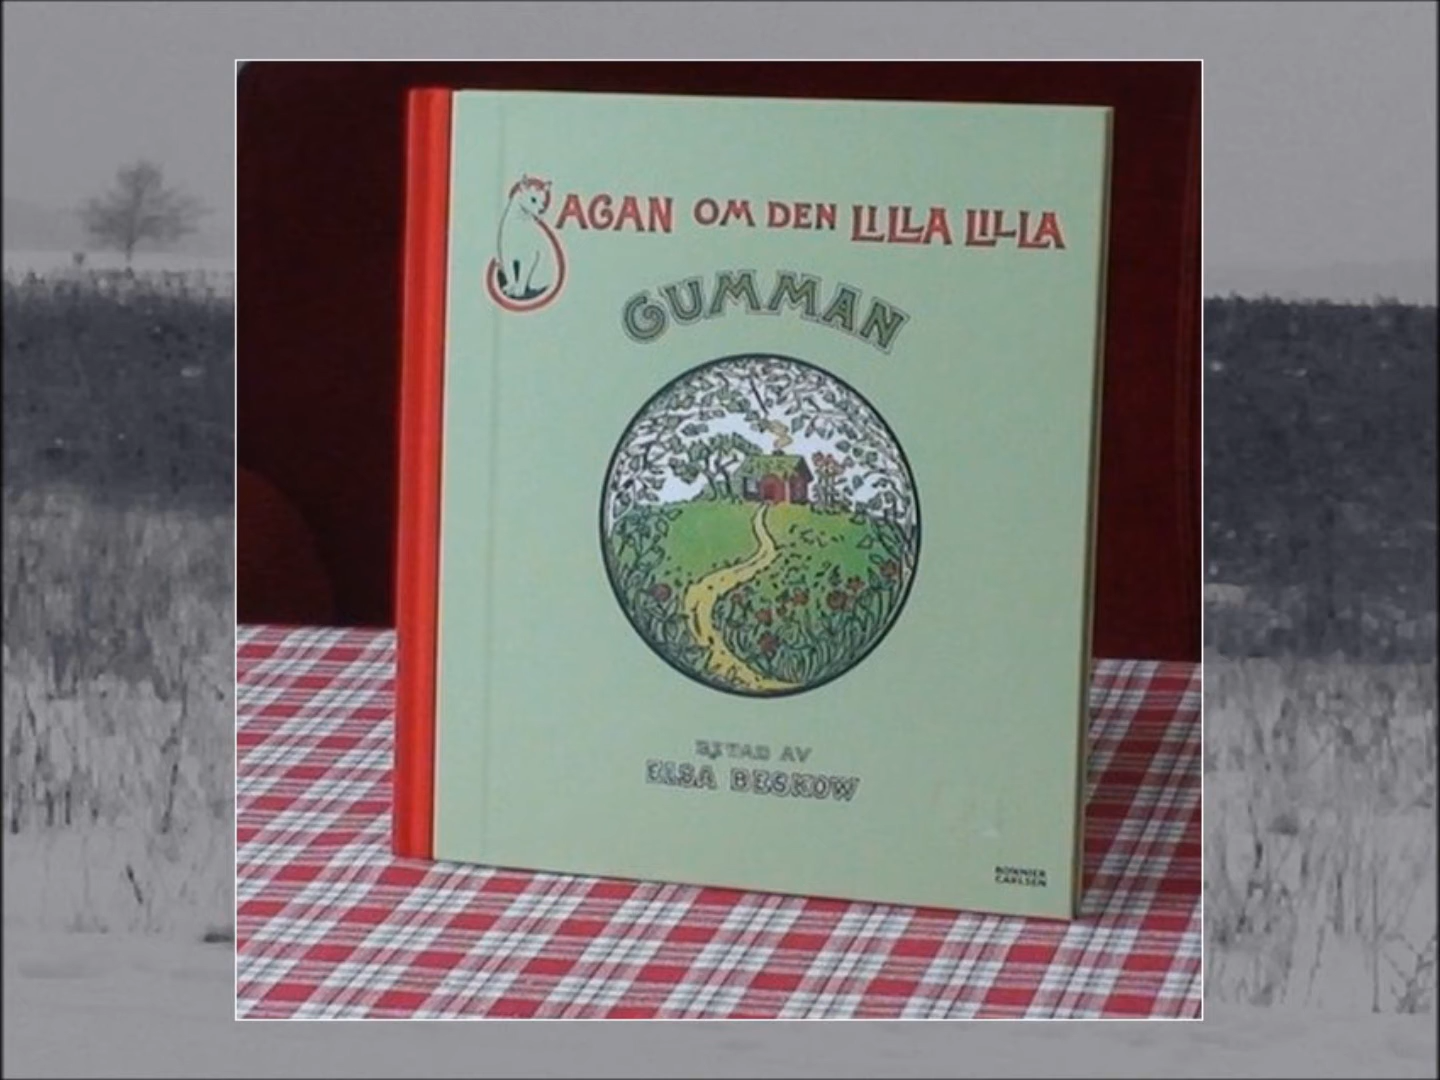 SAGAN OM DEN LILLA LILLA
GUMMAN
RITAD AV
ELSA BESKOW
BONNIER
CARLSEN